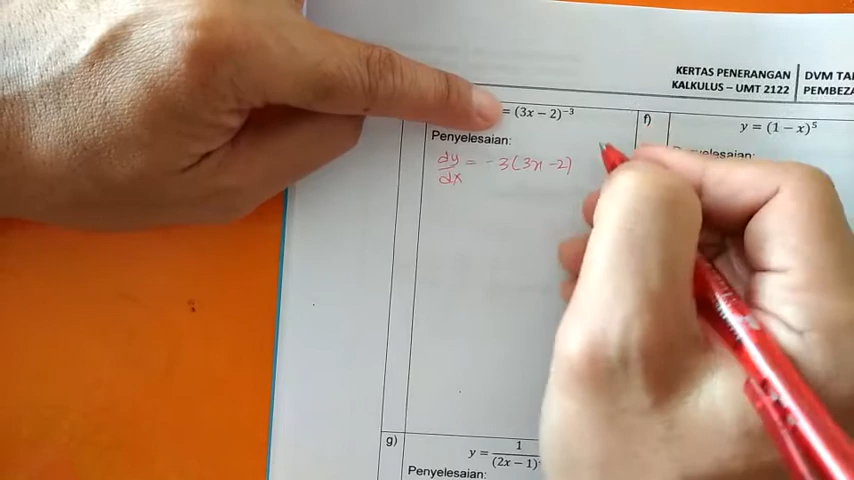 KERTAS PENERANGAN
KALKULUS – UMT 2122
DVM TA
PEMBEZA
= (3x − 2)⁻³
Penyelesaian:
dy/dx = -3(3x -2)
f)
y = (1 − x)⁵
Penyelesaian:
g)
y = 1/(2x − 1)
Penyelesaian: